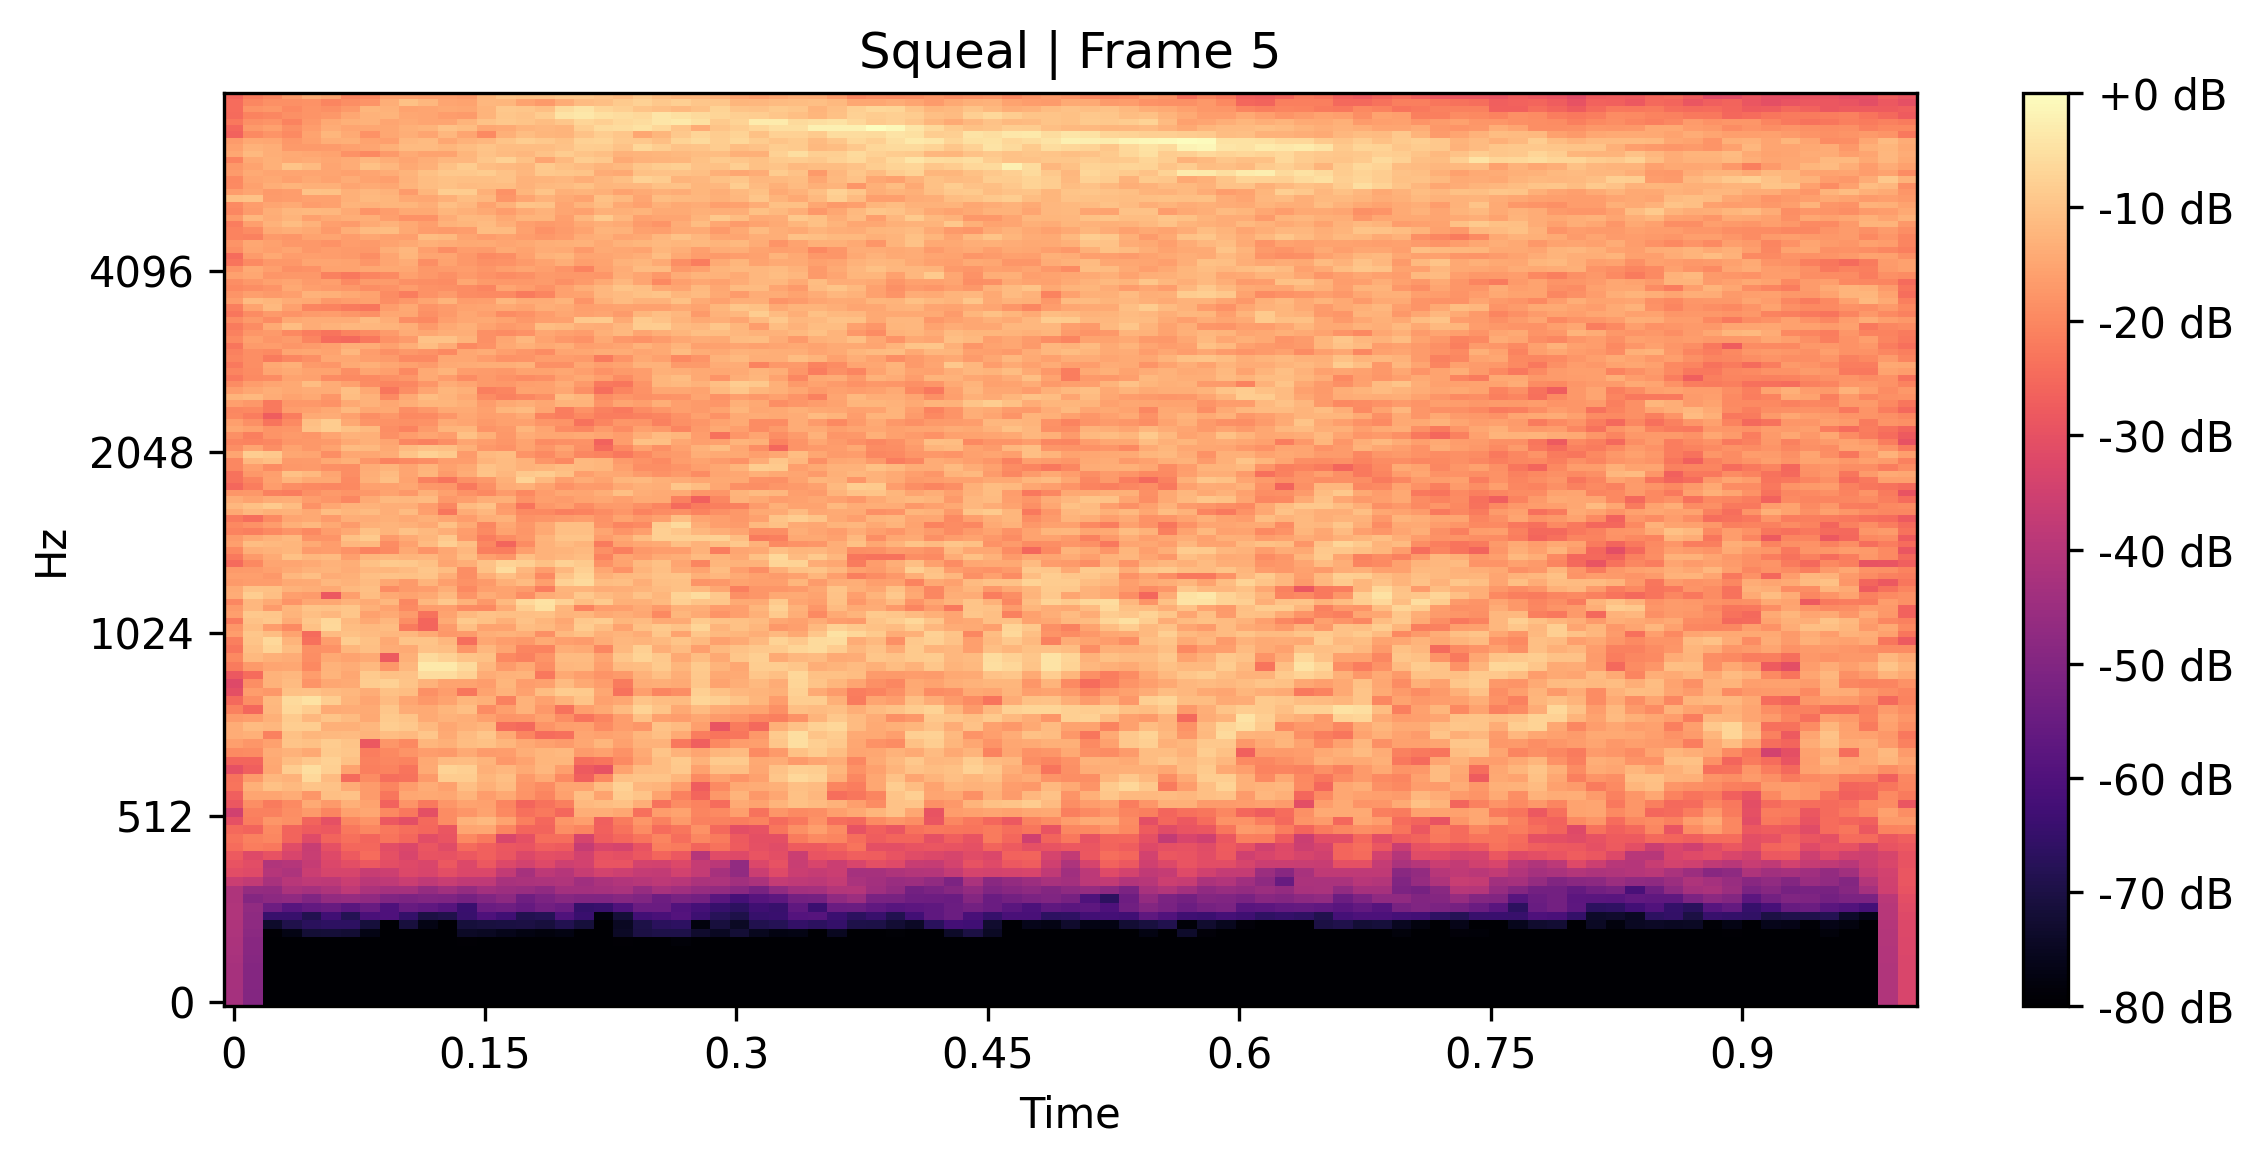 Squeal | Frame 5
Hz
4096
2048
1024
512
0
0 0.15 0.3 0.45 0.6 0.75 0.9
Time
+0 dB
-10 dB
-20 dB
-30 dB
-40 dB
-50 dB
-60 dB
-70 dB
-80 dB